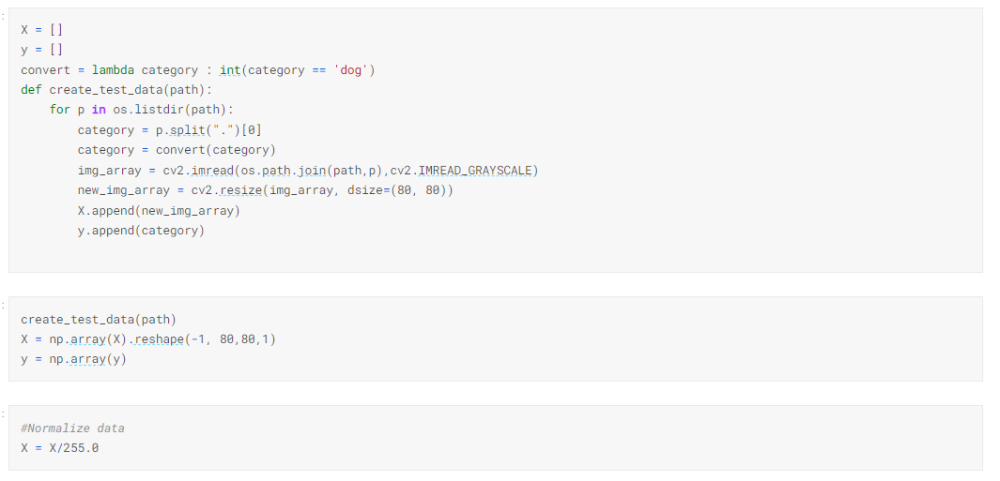 X = []
y = []
convert = lambda category : int(category == 'dog')
def create_test_data(path):
    for p in os.listdir(path):
        category = p.split(".")[0]
        category = convert(category)
        img_array = cv2.imread(os.path.join(path,p),cv2.IMREAD_GRAYSCALE)
        new_img_array = cv2.resize(img_array, dsize=(80, 80))
        X.append(new_img_array)
        y.append(category)
create_test_data(path)
X = np.array(X).reshape(-1, 80,80,1)
y = np.array(y)
#Normalize data
X = X/255.0